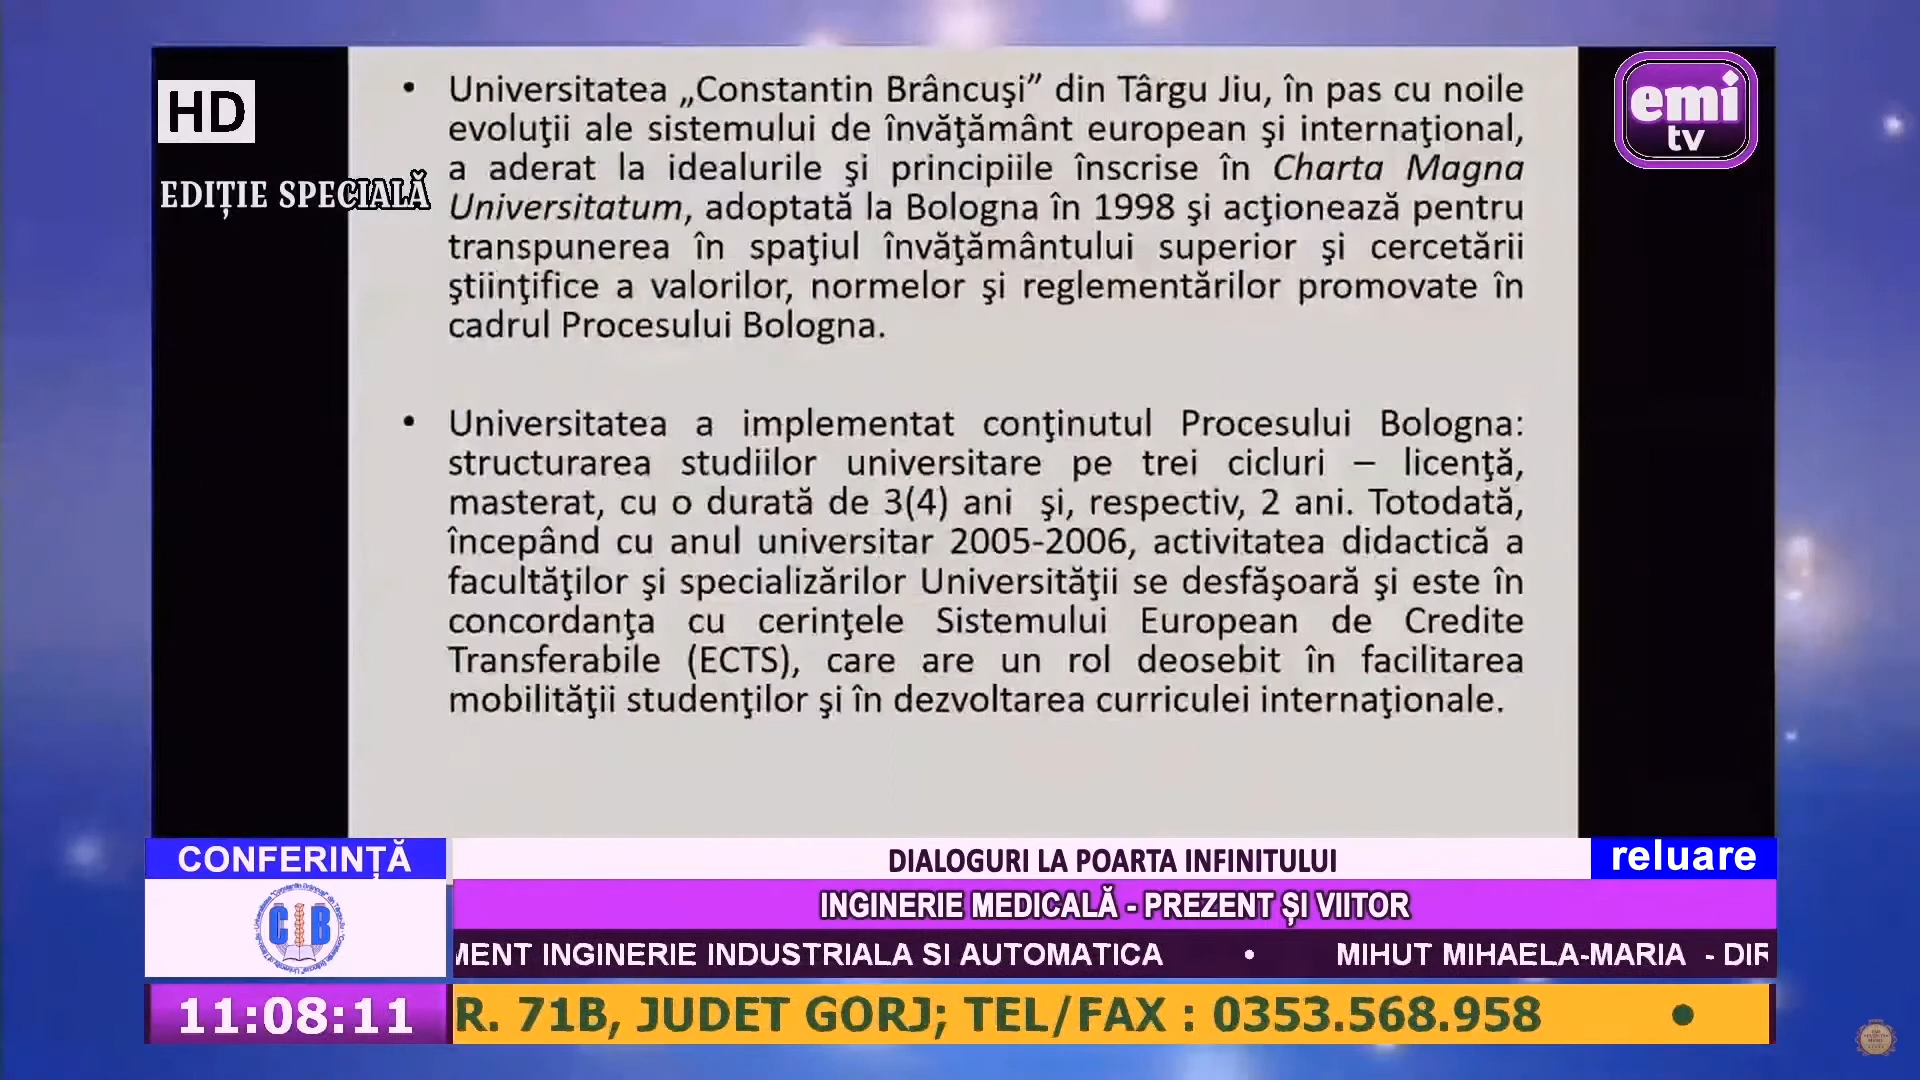 HD
EDIȚIE SPECIALĂ
emi
tv
• Universitatea „Constantin Brâncuşi” din Târgu Jiu, în pas cu noile
evoluţii ale sistemului de învăţământ european şi internaţional,
a aderat la idealurile şi principiile înscrise în Charta Magna
Universitatum, adoptată la Bologna în 1998 şi acţionează pentru
transpunerea în spaţiul învăţământului superior şi cercetării
ştiinţifice a valorilor, normelor şi reglementărilor promovate în
cadrul Procesului Bologna.
• Universitatea a implementat conţinutul Procesului Bologna:
structurarea studiilor universitare pe trei cicluri – licenţă,
masterat, cu o durată de 3(4) ani şi, respectiv, 2 ani. Totodată,
începând cu anul universitar 2005-2006, activitatea didactică a
facultăţilor şi specializărilor Universităţii se desfăşoară şi este în
concordanţa cu cerinţele Sistemului European de Credite
Transferabile (ECTS), care are un rol deosebit în facilitarea
mobilităţii studenţilor şi în dezvoltarea curriculei internaţionale.
CONFERINȚĂ
DIALOGURI LA POARTA INFINITULUI
reluare
INGINERIE MEDICALĂ - PREZENT ȘI VIITOR
CIB
MENT INGINERIE INDUSTRIALA SI AUTOMATICA • MIHUT MIHAELA-MARIA - DIR
11:08:11
R. 71B, JUDET GORJ; TEL/FAX : 0353.568.958 •